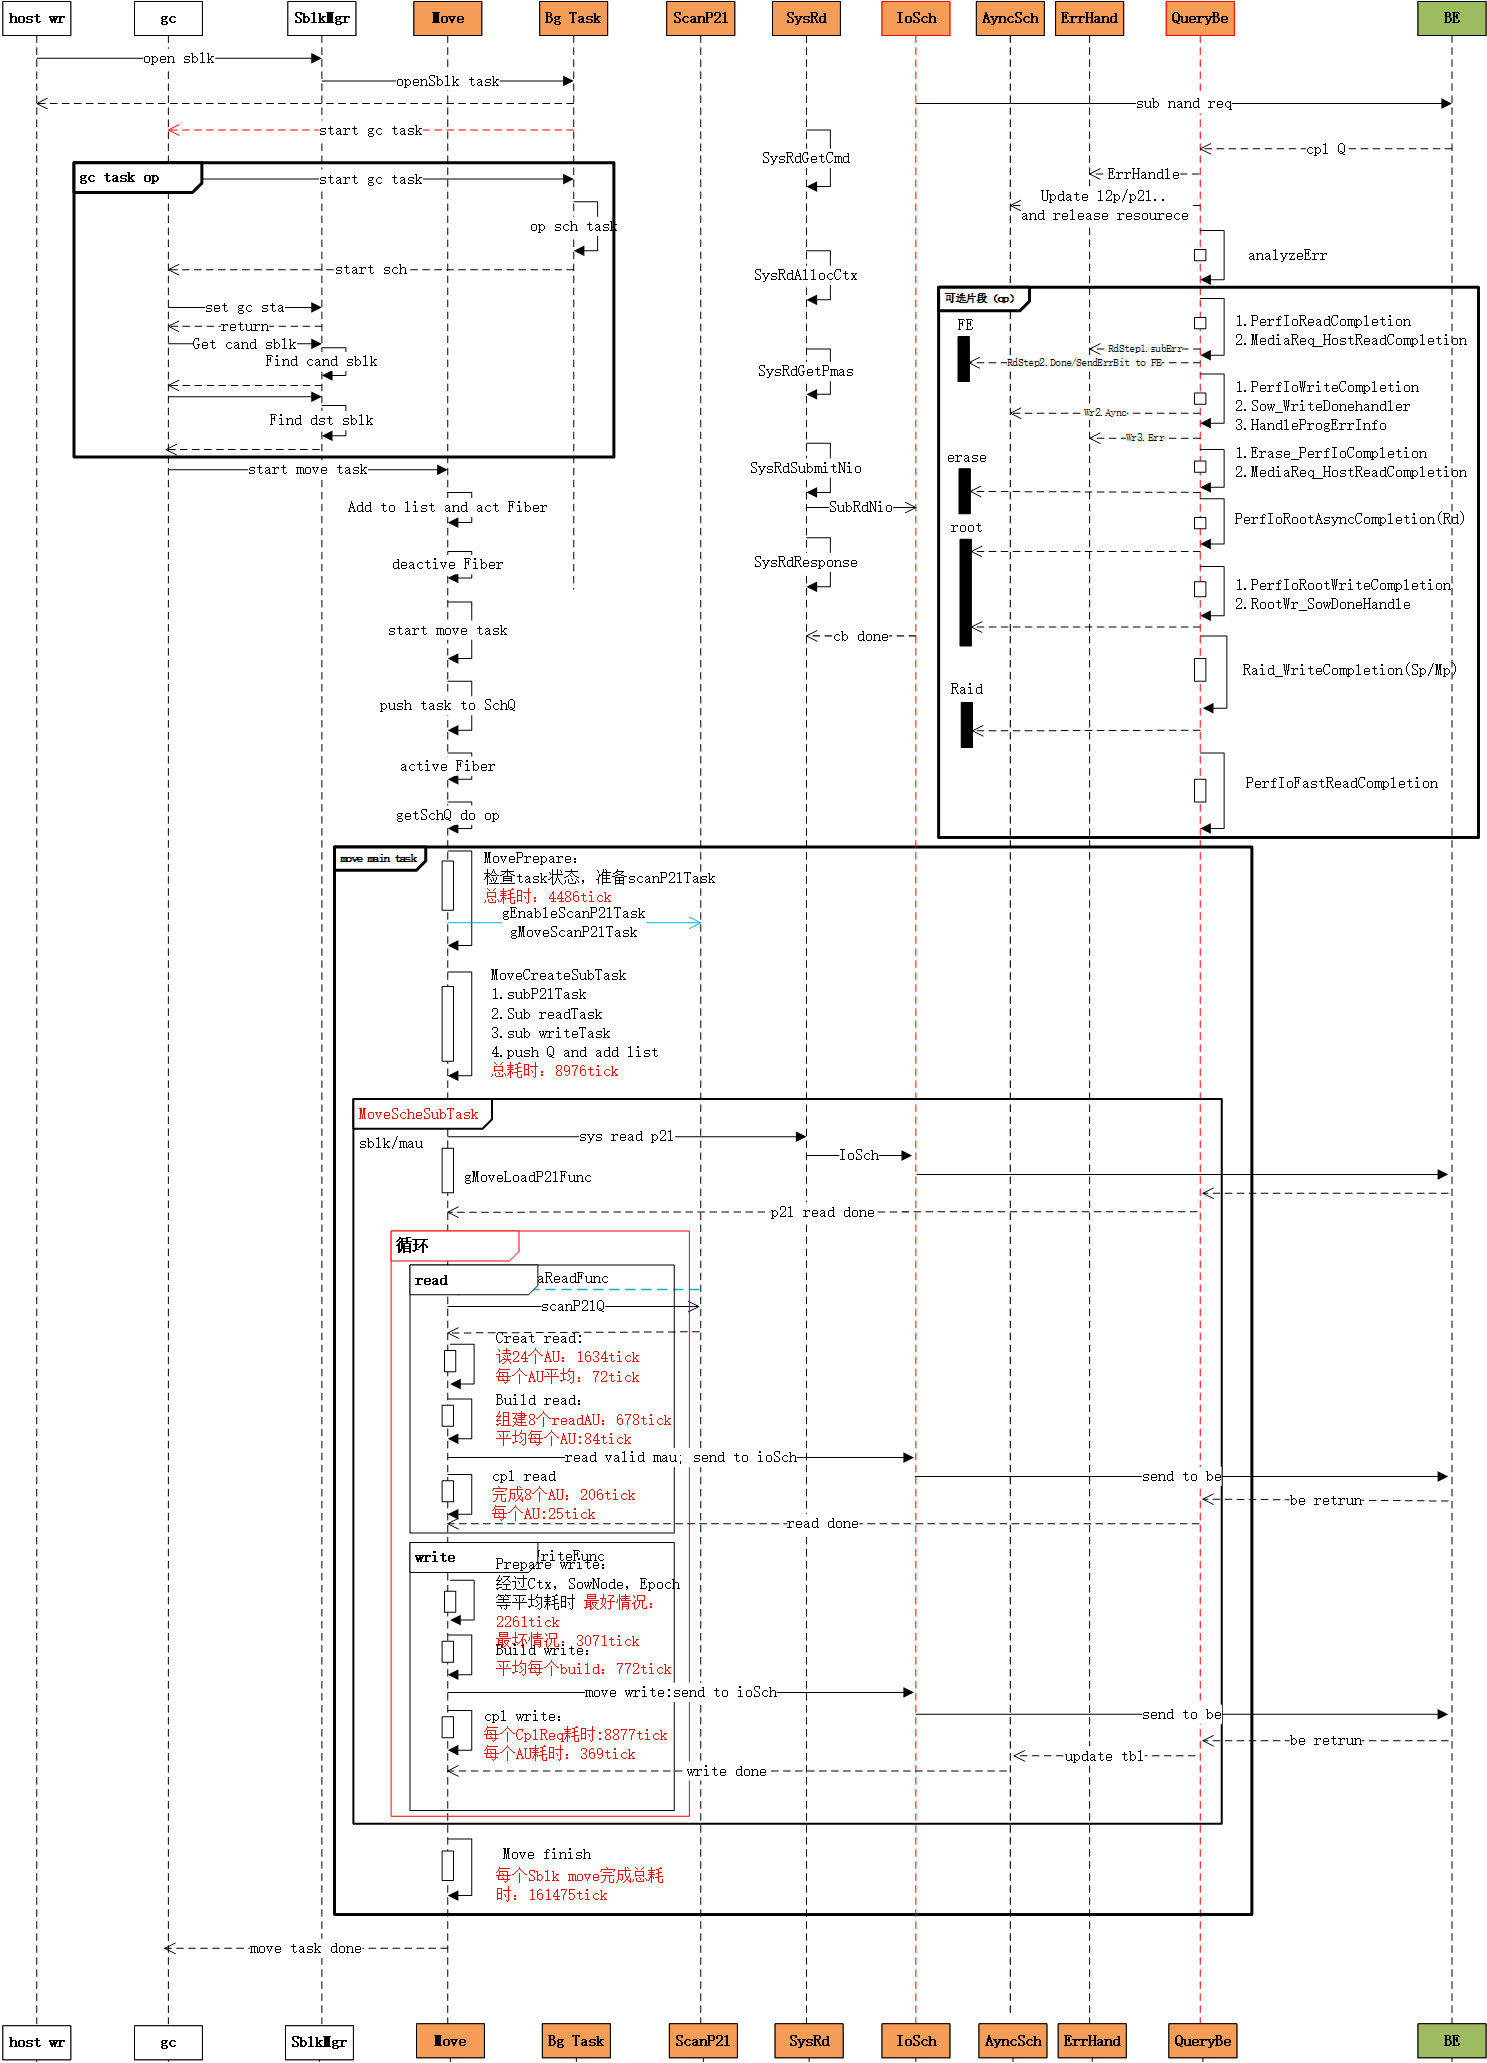 host wr
gc
SblkMgr
Move
Bg Task
ScanP21
SysRd
IoSch
AyncSch
ErrHand
QueryBe
BE
open sblk
openSblk task
sub nand req
start gc task
SysRdGetCmd
cpl Q
ErrHandle
gc task op
start gc task
Update l2p/p2l..
and release resourece
op sch task
analyzeErr
start sch
SysRdAllocCtx
可选片段（op）
set gc sta
return
Get cand sblk
Find cand sblk
FE
1.PerfIoReadCompletion
2.MediaReq_HostReadCompletion
RdStep1.subErr
RdStep2.Done/SendErrBit to FE
SysRdGetPmas
1.PerfIoWriteCompletion
2.Sow_WriteDonehandler
3.HandleProgErrInfo
Wr2.Aync
Wr3.Err
Find dst sblk
start move task
SysRdSubmitNio
erase
1.Erase_PerfIoCompletion
2.MediaReq_HostReadCompletion
Add to list and act Fiber
SubRdNio
root
PerfIoRootAsyncCompletion(Rd)
deactive Fiber
SysRdResponse
1.PerfIoRootWriteCompletion
2.RootWr_SowDoneHandle
start move task
cb done
Raid_WriteCompletion(Sp/Mp)
Raid
push task to SchQ
active Fiber
PerfIoFastReadCompletion
getSchQ do op
move main task
MovePrepare:
检查task状态，准备scanP21Task
总耗时：4486tick
gEnableScanP21Task
gMoveScanP21Task
MoveCreateSubTask
1.subP21Task
2.Sub readTask
3.sub writeTask
4.push Q and add list
总耗时：8976tick
MoveScheSubTask
sblk/mau
sys read p21
IoSch
gMoveLoadP21Func
p21 read done
循环
read
aReadFunc
scanP21Q
Creat read:
读24个AU：1634tick
每个AU平均：72tick
Build read:
组建8个readAU：678tick
平均每个AU:84tick
read valid mau; send to ioSch
cpl read
完成8个AU：206tick
每个AU:25tick
send to be
be retrun
read done
write
riteFunc
Prepare write:
经过Ctx，SowNode，Epoch
等平均耗时 最好情况：
2261tick
最坏情况：3071tick
Build write:
平均每个build：772tick
move write:send to ioSch
cpl write:
每个CplReq耗时:8877tick
每个AU耗时：369tick
send to be
be retrun
update tbl
write done
Move finish
每个Sblk move完成总耗
时：161475tick
move task done
host wr
gc
SblkMgr
Move
Bg Task
ScanP21
SysRd
IoSch
AyncSch
ErrHand
QueryBe
BE